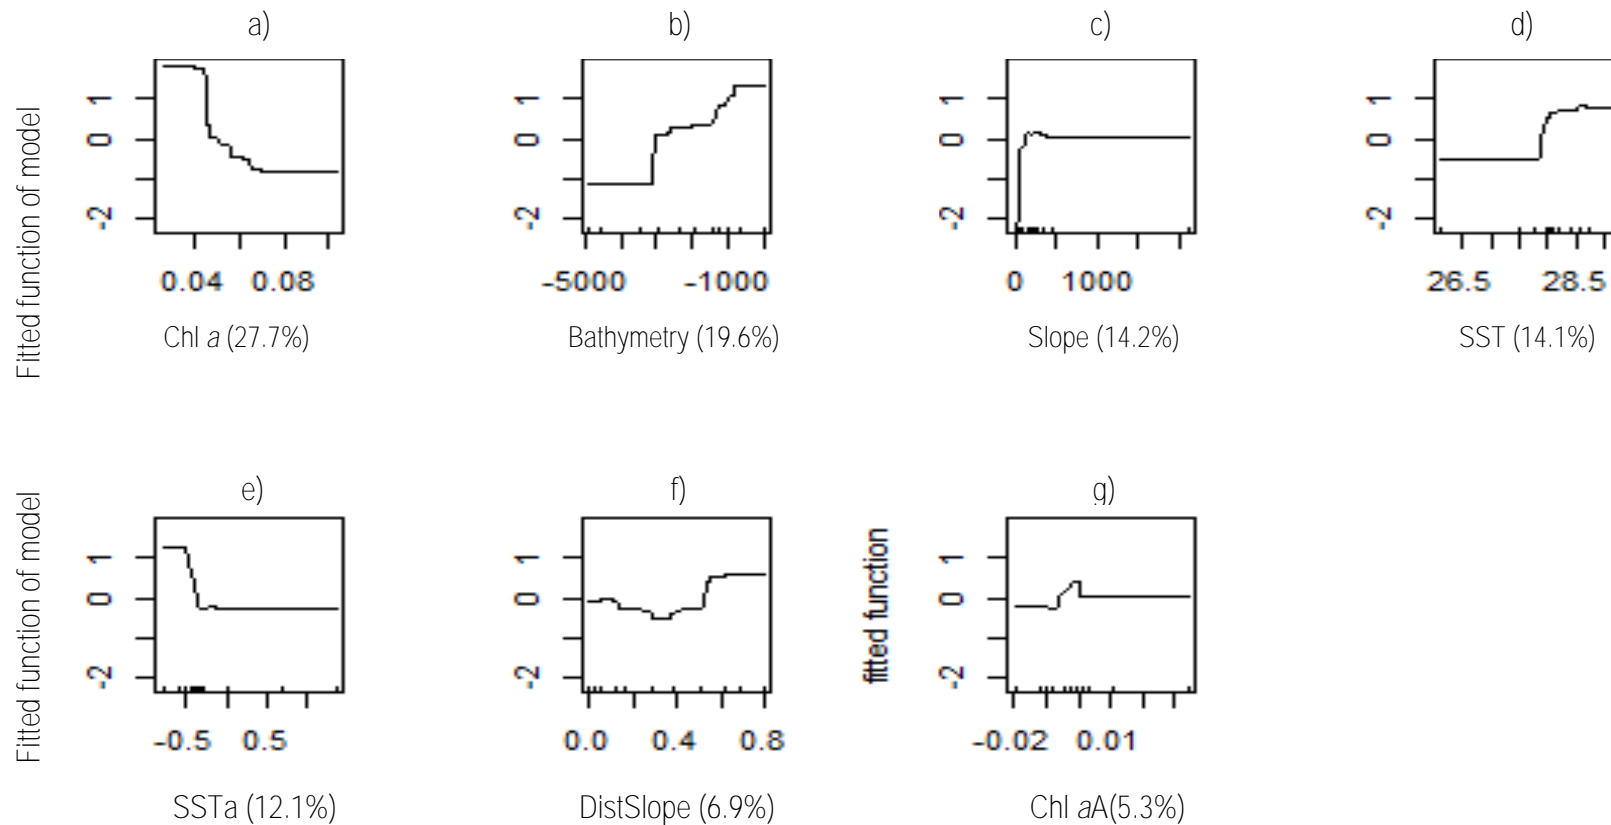 a) b) c) d)
Fitted function of model
1 1 1 1
0 0 0 0
-2 -2 -2 -2
0.04 0.08 -5000 -1000 0 1000 26.5 28.5
Chl a (27.7%) Bathymetry (19.6%) Slope (14.2%) SST (14.1%)
e) f) g)
Fitted function of model
fitted function
1 1 1
0 0 0
-2 -2 -2
-0.5 0.5 0.0 0.4 0.8 -0.02 0.01
SSTa (12.1%) DistSlope (6.9%) Chl aA(5.3%)